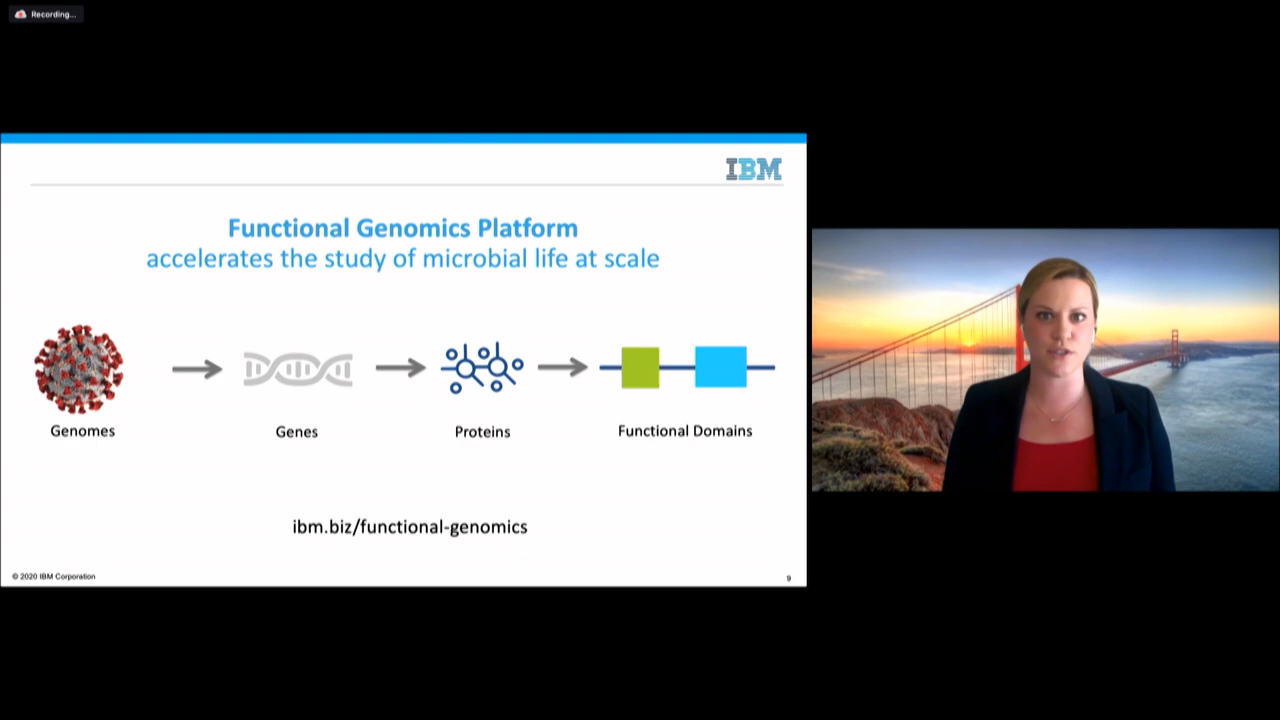 Recording...
IBM
Functional Genomics Platform
accelerates the study of microbial life at scale
Genomes
Genes
Proteins
Functional Domains
ibm.biz/functional-genomics
© 2020 IBM Corporation
9